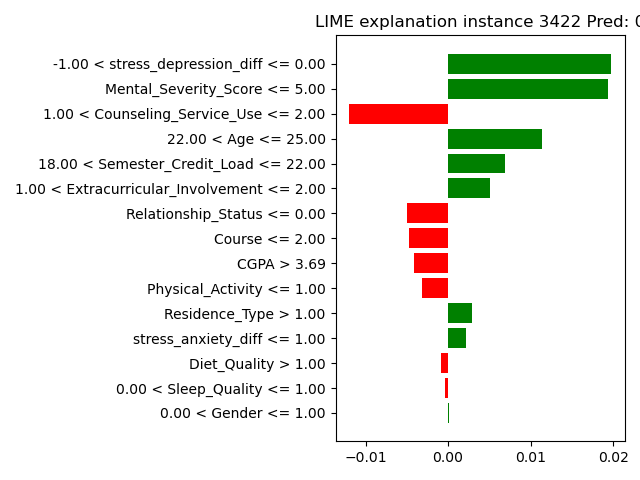 LIME explanation instance 3422 Pred: 0
-1.00 < stress_depression_diff <= 0.00
Mental_Severity_Score <= 5.00
1.00 < Counseling_Service_Use <= 2.00
22.00 < Age <= 25.00
18.00 < Semester_Credit_Load <= 22.00
1.00 < Extracurricular_Involvement <= 2.00
Relationship_Status <= 0.00
Course <= 2.00
CGPA > 3.69
Physical_Activity <= 1.00
Residence_Type > 1.00
stress_anxiety_diff <= 1.00
Diet_Quality > 1.00
0.00 < Sleep_Quality <= 1.00
0.00 < Gender <= 1.00
−0.01 0.00 0.01 0.02